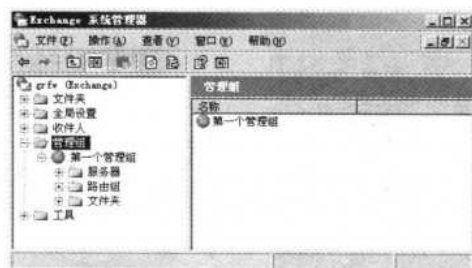 Exchange 系统管理器
文件(F) 操作(A) 查看(V) 窗口(W) 帮助(H)
grfw (Exchange)
文件夹
全局设置
收件人
管理组
第一个管理组
服务器
路由组
文件夹
工具
管理组
名称
第一个管理组